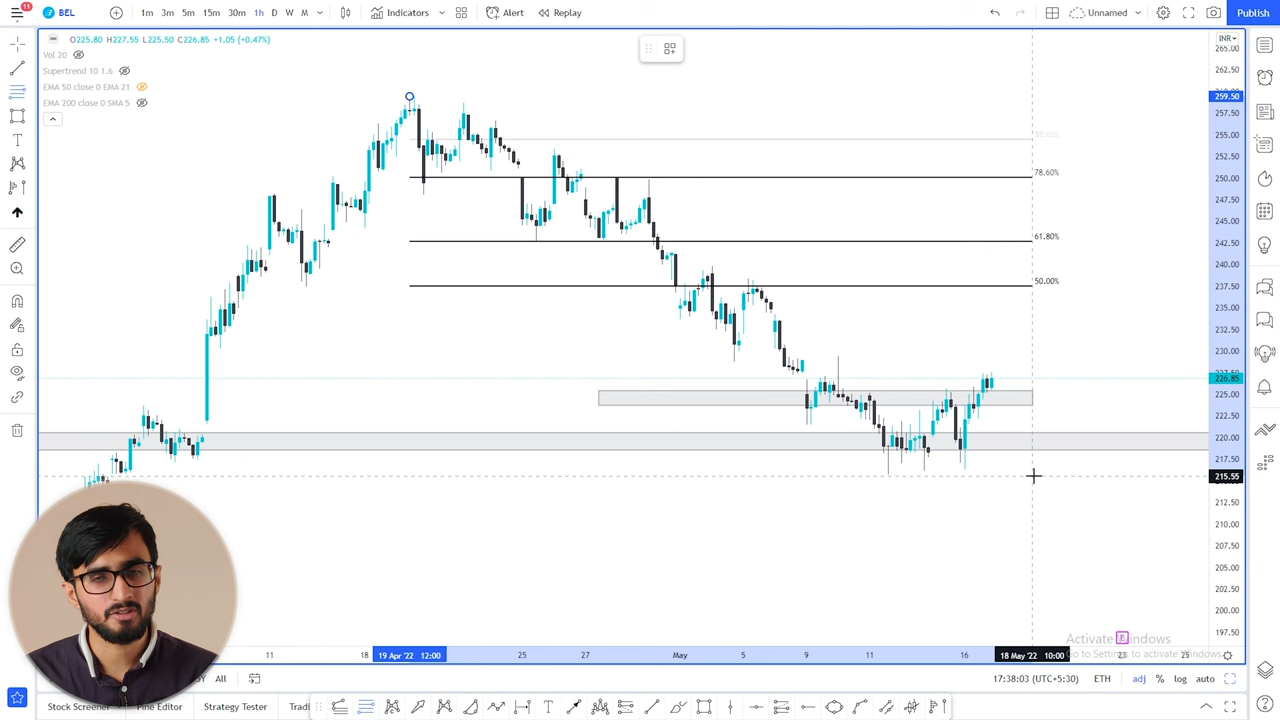 11
BEL
1m 3m 5m 15m 30m 1h D W M
Indicators
Alert
Replay
Unnamed
Publish
O225.80 H227.55 L225.50 C226.85 +1.05 (+0.47%)
INR
Vol 20
Supertrend 10 1.6
EMA 50 close 0 EMA 21
EMA 200 close 0 SMA 5
265.00
262.50
259.50
257.50
255.00
252.50
250.00
247.50
245.00
242.50
240.00
237.50
235.00
232.50
230.00
226.85
225.00
222.50
220.00
217.50
215.55
212.50
210.00
207.50
205.00
202.50
200.00
197.50
88.60%
78.60%
61.80%
50.00%
Activate Windows
Go to Settings to activate Windows.
11 18 19 Apr '22 12:00 25 27 May 5 9 11 16 18 May '22 10:00 23 25
All
17:38:03 (UTC+5:30) ETH adj % log auto
Stock Screener
Pine Editor
Strategy Tester
Tradi